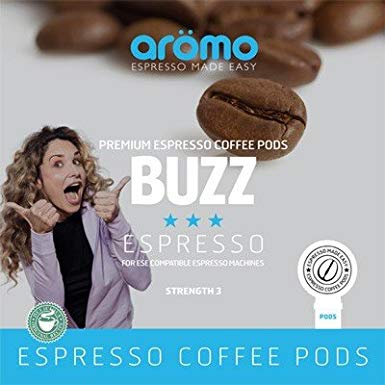 arömo
ESPRESSO MADE EASY
PREMIUM ESPRESSO COFFEE PODS
BUZZ
ESPRESSO
FOR ESE COMPATIBLE ESPRESSO MACHINES
STRENGTH 3
ESPRESSO MADE EASY
ESPRESSO COFFEE PODS
PODS
ESPRESSO COFFEE PODS